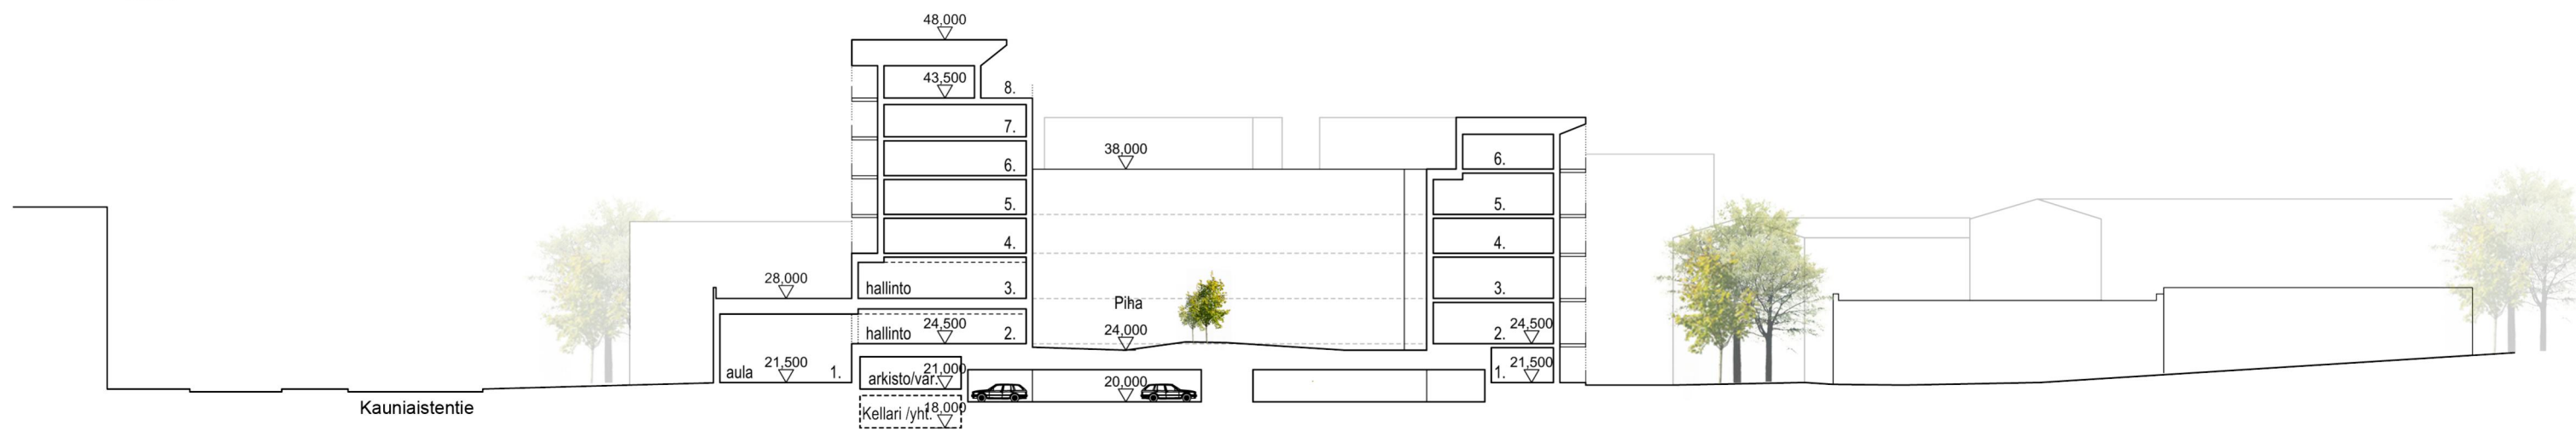 48,000
43,500
8.
7.
6.
5.
4.
hallinto 3.
28,000
hallinto 24,500 2.
aula 21,500 1.
arkisto/var. 21,000
Kellari /yht. 18,000
Kauniaistentie
38,000
Piha
24,000
20,000
6.
5.
4.
3.
2. 24,500
1. 21,500